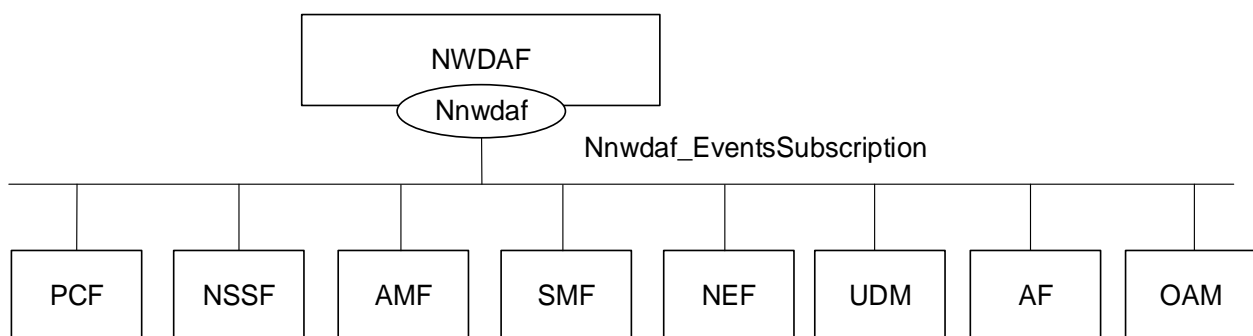 NWDAF
Nnwdaf
Nnwdaf_EventsSubscription
PCF NSSF AMF SMF NEF UDM AF OAM